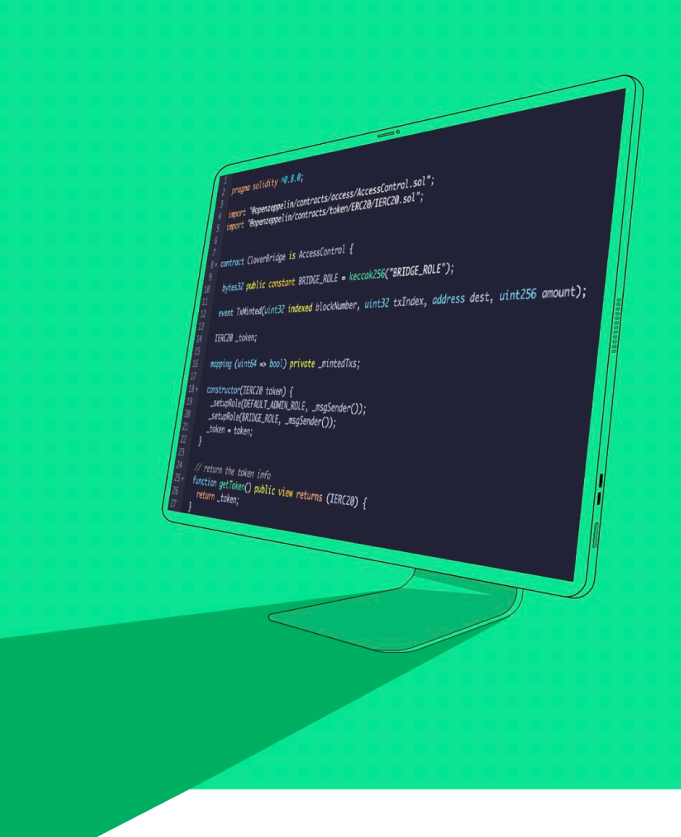 1
2 pragma solidity ^0.8.0;
3
4 import "@openzeppelin/contracts/access/AccessControl.sol";
5 import "@openzeppelin/contracts/token/ERC20/IERC20.sol";
6
7
8 contract CloverBridge is AccessControl {
9
10 bytes32 public constant BRIDGE_ROLE = keccak256("BRIDGE_ROLE");
11
12 event TxMinted(uint32 indexed blockNumber, uint32 txIndex, address dest, uint256 amount);
13
14 IERC20 _token;
15
16 mapping (uint64 => bool) private _mintedTxs;
17
18 constructor(IERC20 token) {
19 _setupRole(DEFAULT_ADMIN_ROLE, _msgSender());
20 _setupRole(BRIDGE_ROLE, _msgSender());
21 _token = token;
22 }
23
24 // return the token info
25 function getToken() public view returns (IERC20) {
26 return _token;
27 }